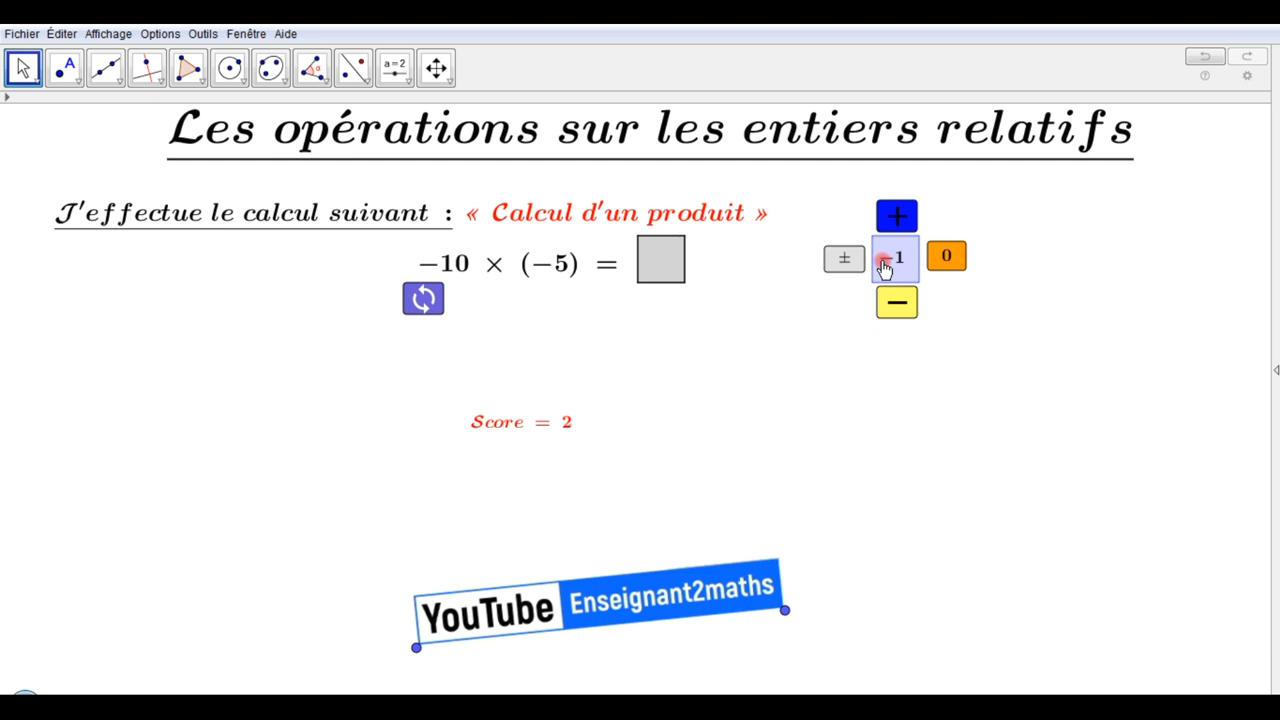 Fichier Éditer Affichage Options Outils Fenêtre Aide
A
a=2
Les opérations sur les entiers relatifs
J'effectue le calcul suivant : « Calcul d'un produit »
+
−10 × (−5) =
± −1 0
−
Score = 2
YouTube Enseignant2maths